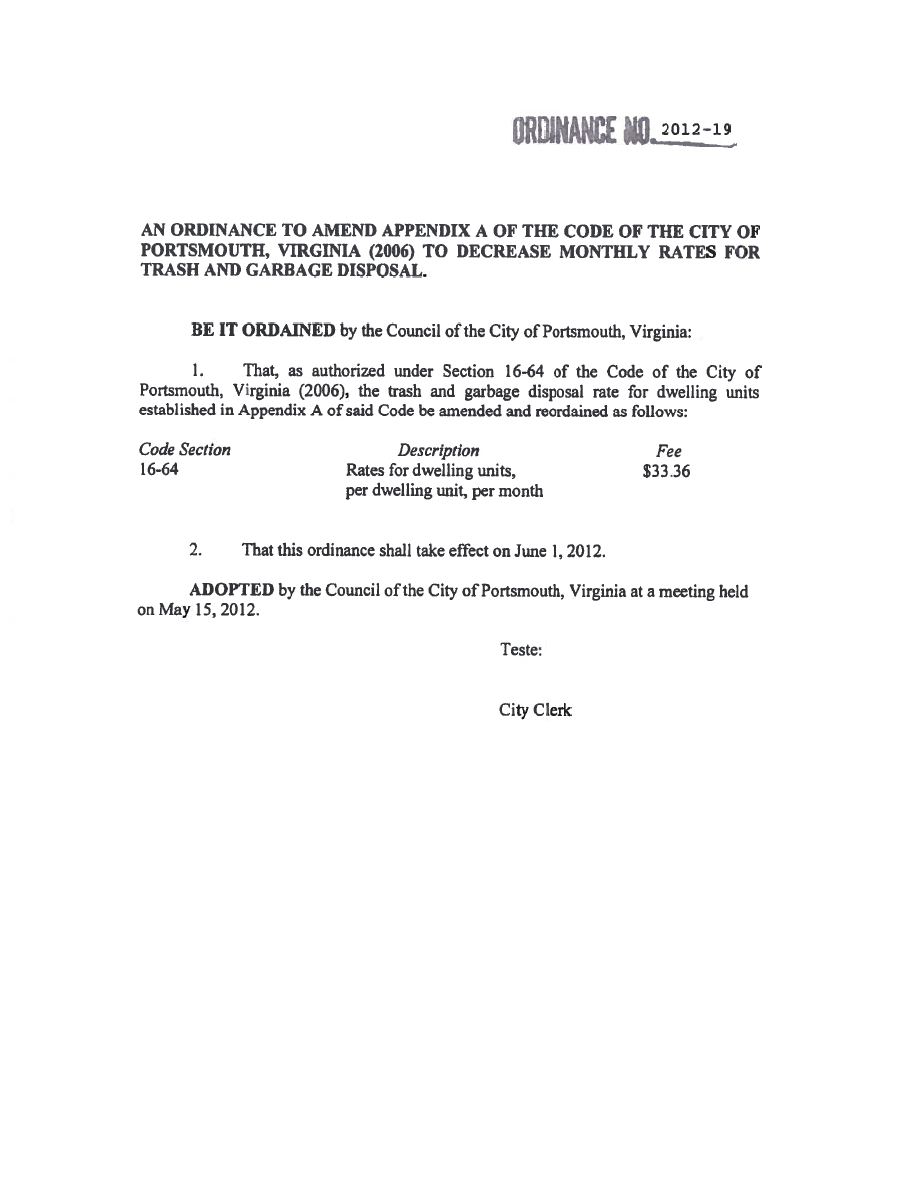 ORDINANCE NO. 2012-19
AN ORDINANCE TO AMEND APPENDIX A OF THE CODE OF THE CITY OF
PORTSMOUTH, VIRGINIA (2006) TO DECREASE MONTHLY RATES FOR
TRASH AND GARBAGE DISPOSAL.
BE IT ORDAINED by the Council of the City of Portsmouth, Virginia:
1. That, as authorized under Section 16-64 of the Code of the City of
Portsmouth, Virginia (2006), the trash and garbage disposal rate for dwelling units
established in Appendix A of said Code be amended and reordained as follows:
Code Section Description Fee
16-64 Rates for dwelling units, $33.36
per dwelling unit, per month
2. That this ordinance shall take effect on June 1, 2012.
ADOPTED by the Council of the City of Portsmouth, Virginia at a meeting held
on May 15, 2012.
Teste:
City Clerk